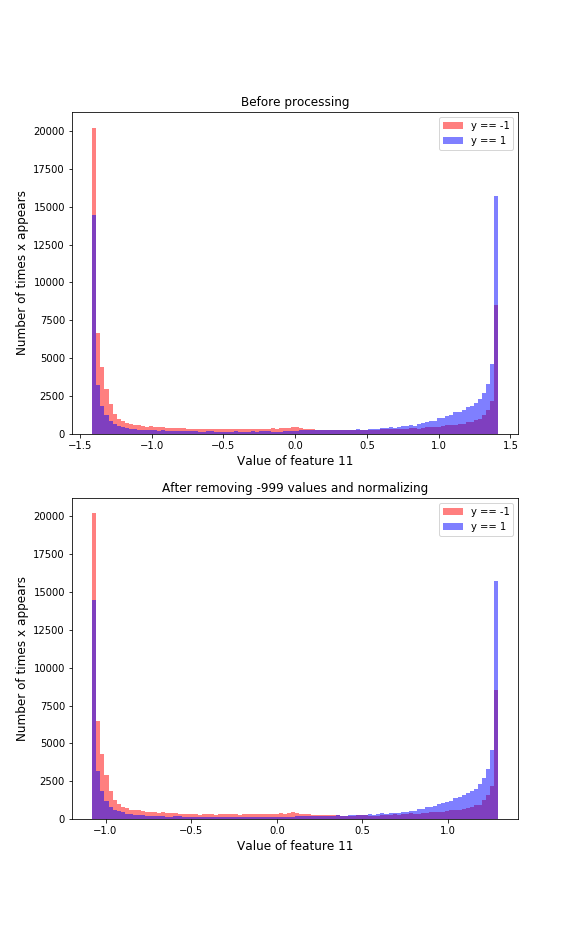 Before processing
y == -1
y == 1
20000
17500
15000
12500
10000
7500
5000
2500
0
Number of times x appears
−1.5 −1.0 −0.5 0.0 0.5 1.0 1.5
Value of feature 11
After removing -999 values and normalizing
y == -1
y == 1
20000
17500
15000
12500
10000
7500
5000
2500
0
Number of times x appears
−1.0 −0.5 0.0 0.5 1.0
Value of feature 11